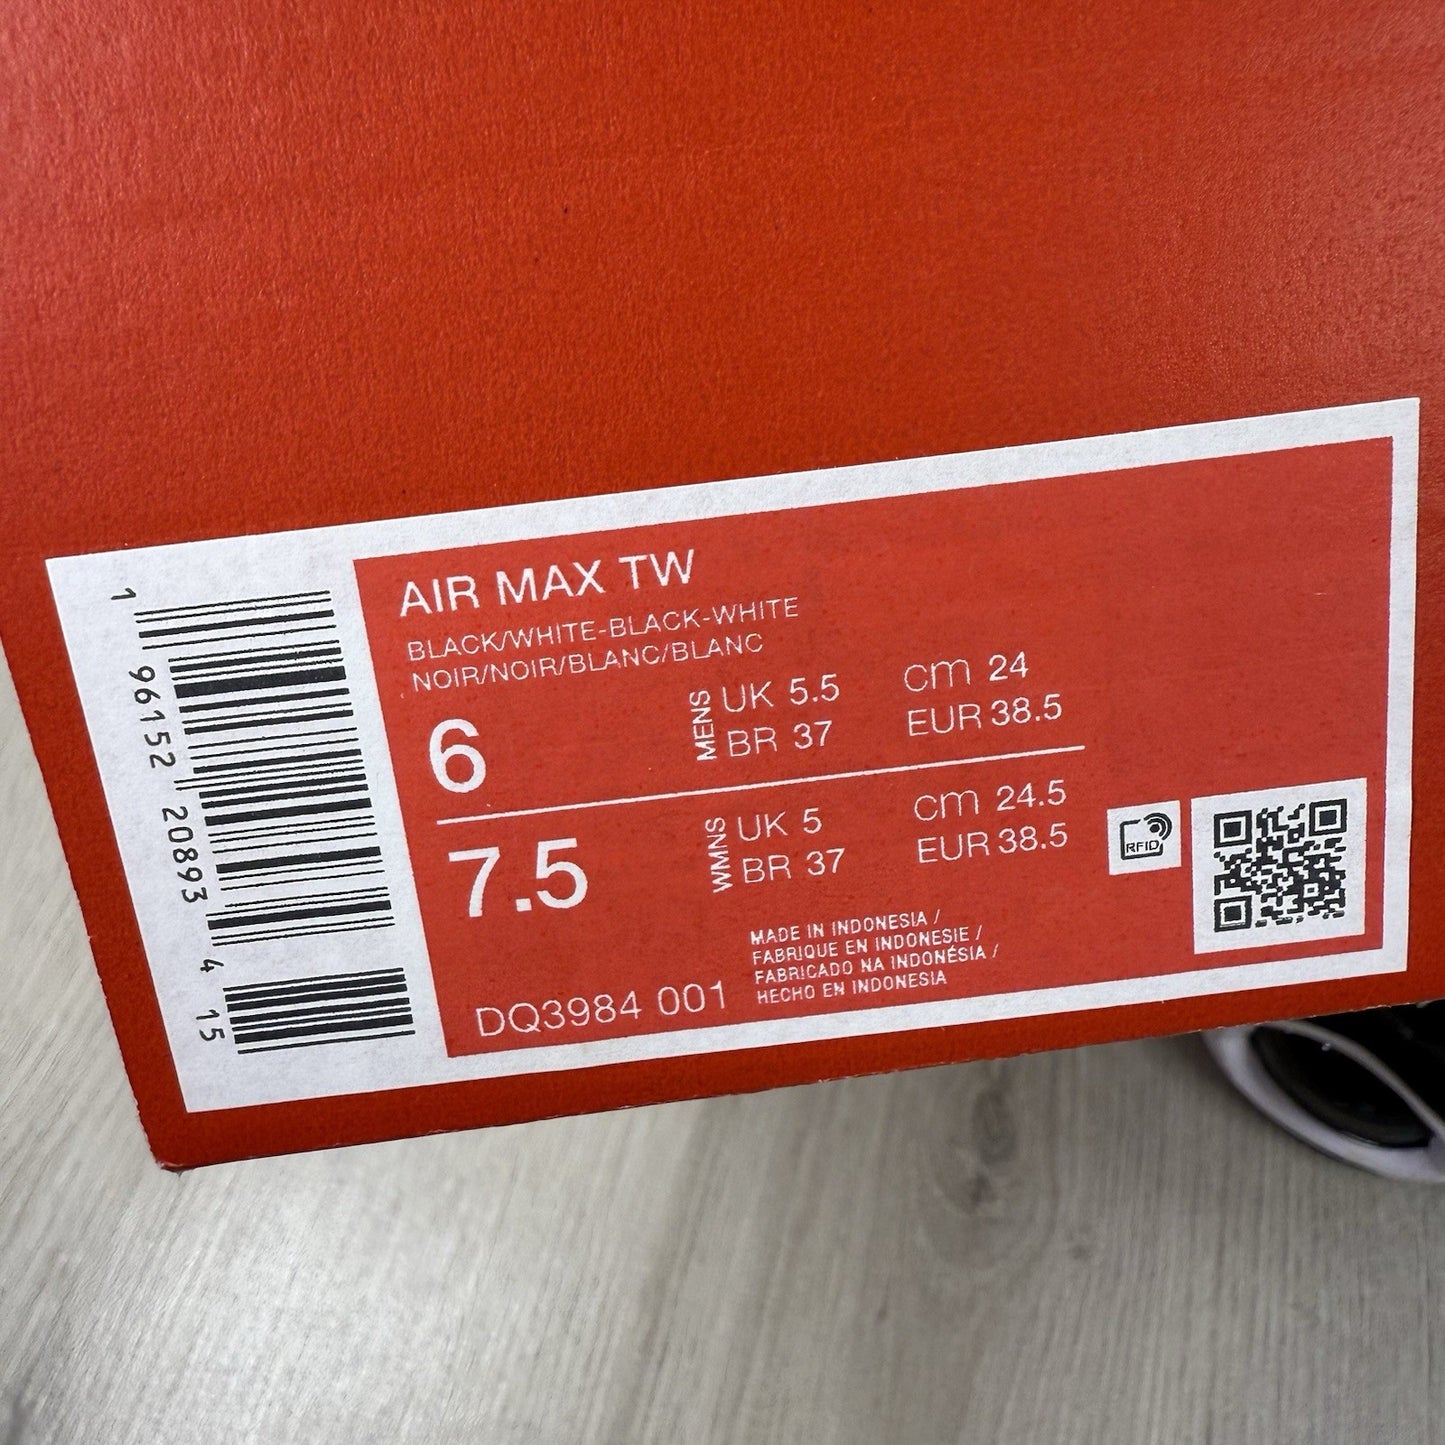 AIR MAX TW
BLACK/WHITE-BLACK-WHITE
NOIR/NOIR/BLANC/BLANC
6
MENS
UK 5.5
BR 37
cm 24
EUR 38.5
7.5
WMNS
UK 5
BR 37
cm 24.5
EUR 38.5
RFID
DQ3984 001
MADE IN INDONESIA /
FABRIQUE EN INDONESIE /
FABRICADO NA INDONÉSIA /
HECHO EN INDONESIA
1 96152 20893 4 15